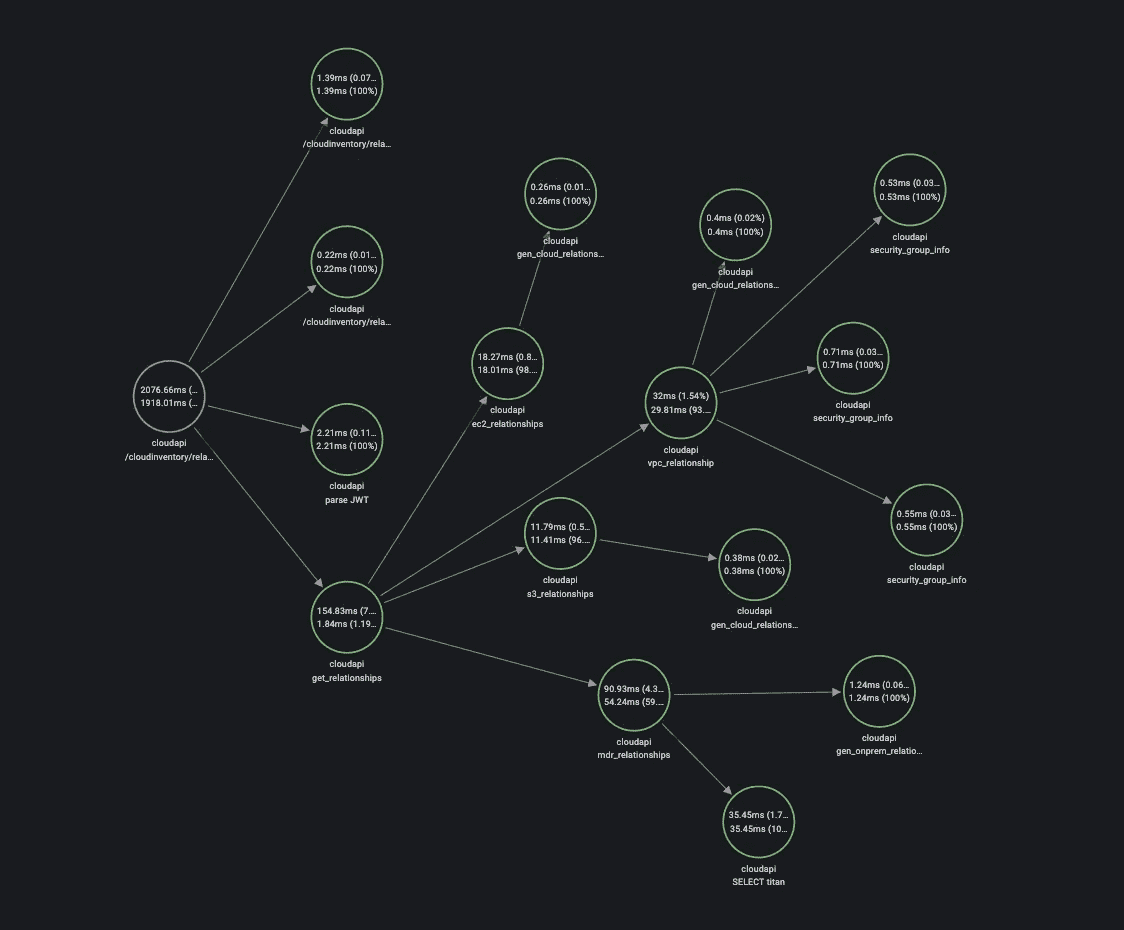 1.39ms (0.07...
1.39ms (100%)
cloudapi
/cloudinventory/rela...
0.22ms (0.01...
0.22ms (100%)
cloudapi
/cloudinventory/rela...
2076.66ms (...
1918.01ms (...
cloudapi
/cloudinventory/rela...
2.21ms (0.11...
2.21ms (100%)
cloudapi
parse JWT
154.83ms (7....
1.84ms (1.19...
cloudapi
get_relationships
0.26ms (0.01...
0.26ms (100%)
cloudapi
gen_cloud_relations...
18.27ms (0.8...
18.01ms (98....
cloudapi
ec2_relationships
0.4ms (0.02%)
0.4ms (100%)
cloudapi
gen_cloud_relations...
0.53ms (0.03...
0.53ms (100%)
cloudapi
security_group_info
0.71ms (0.03...
0.71ms (100%)
cloudapi
security_group_info
32ms (1.54%)
29.81ms (93....
cloudapi
vpc_relationship
0.55ms (0.03...
0.55ms (100%)
cloudapi
security_group_info
11.79ms (0.5...
11.41ms (96....
cloudapi
s3_relationships
0.38ms (0.02...
0.38ms (100%)
cloudapi
gen_cloud_relations...
90.93ms (4.3...
54.24ms (59....
cloudapi
mdr_relationships
1.24ms (0.06...
1.24ms (100%)
cloudapi
gen_onprem_relatio...
35.45ms (1.7...
35.45ms (10...
cloudapi
SELECT titan